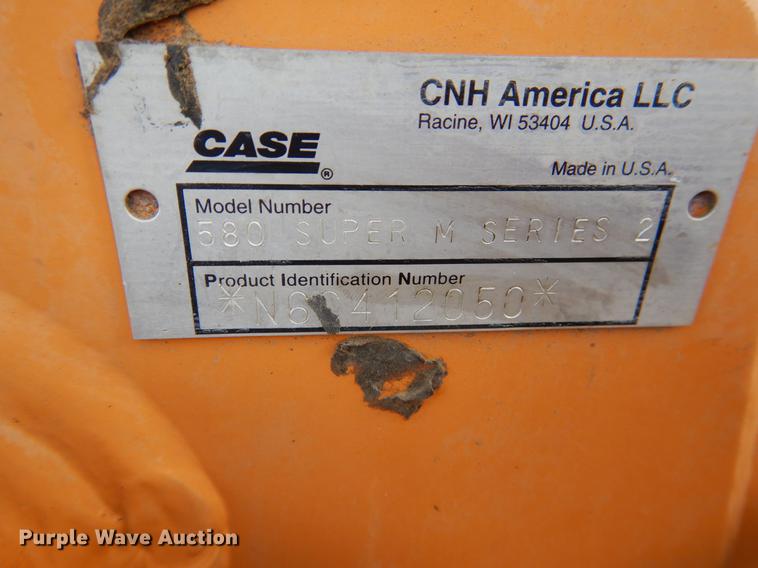 CNH America LLC
Racine, WI 53404 U.S.A.
CASE®
Made in U.S.A.
Model Number
580 SUPER M SERIES 2
Product Identification Number
Purple Wave Auction